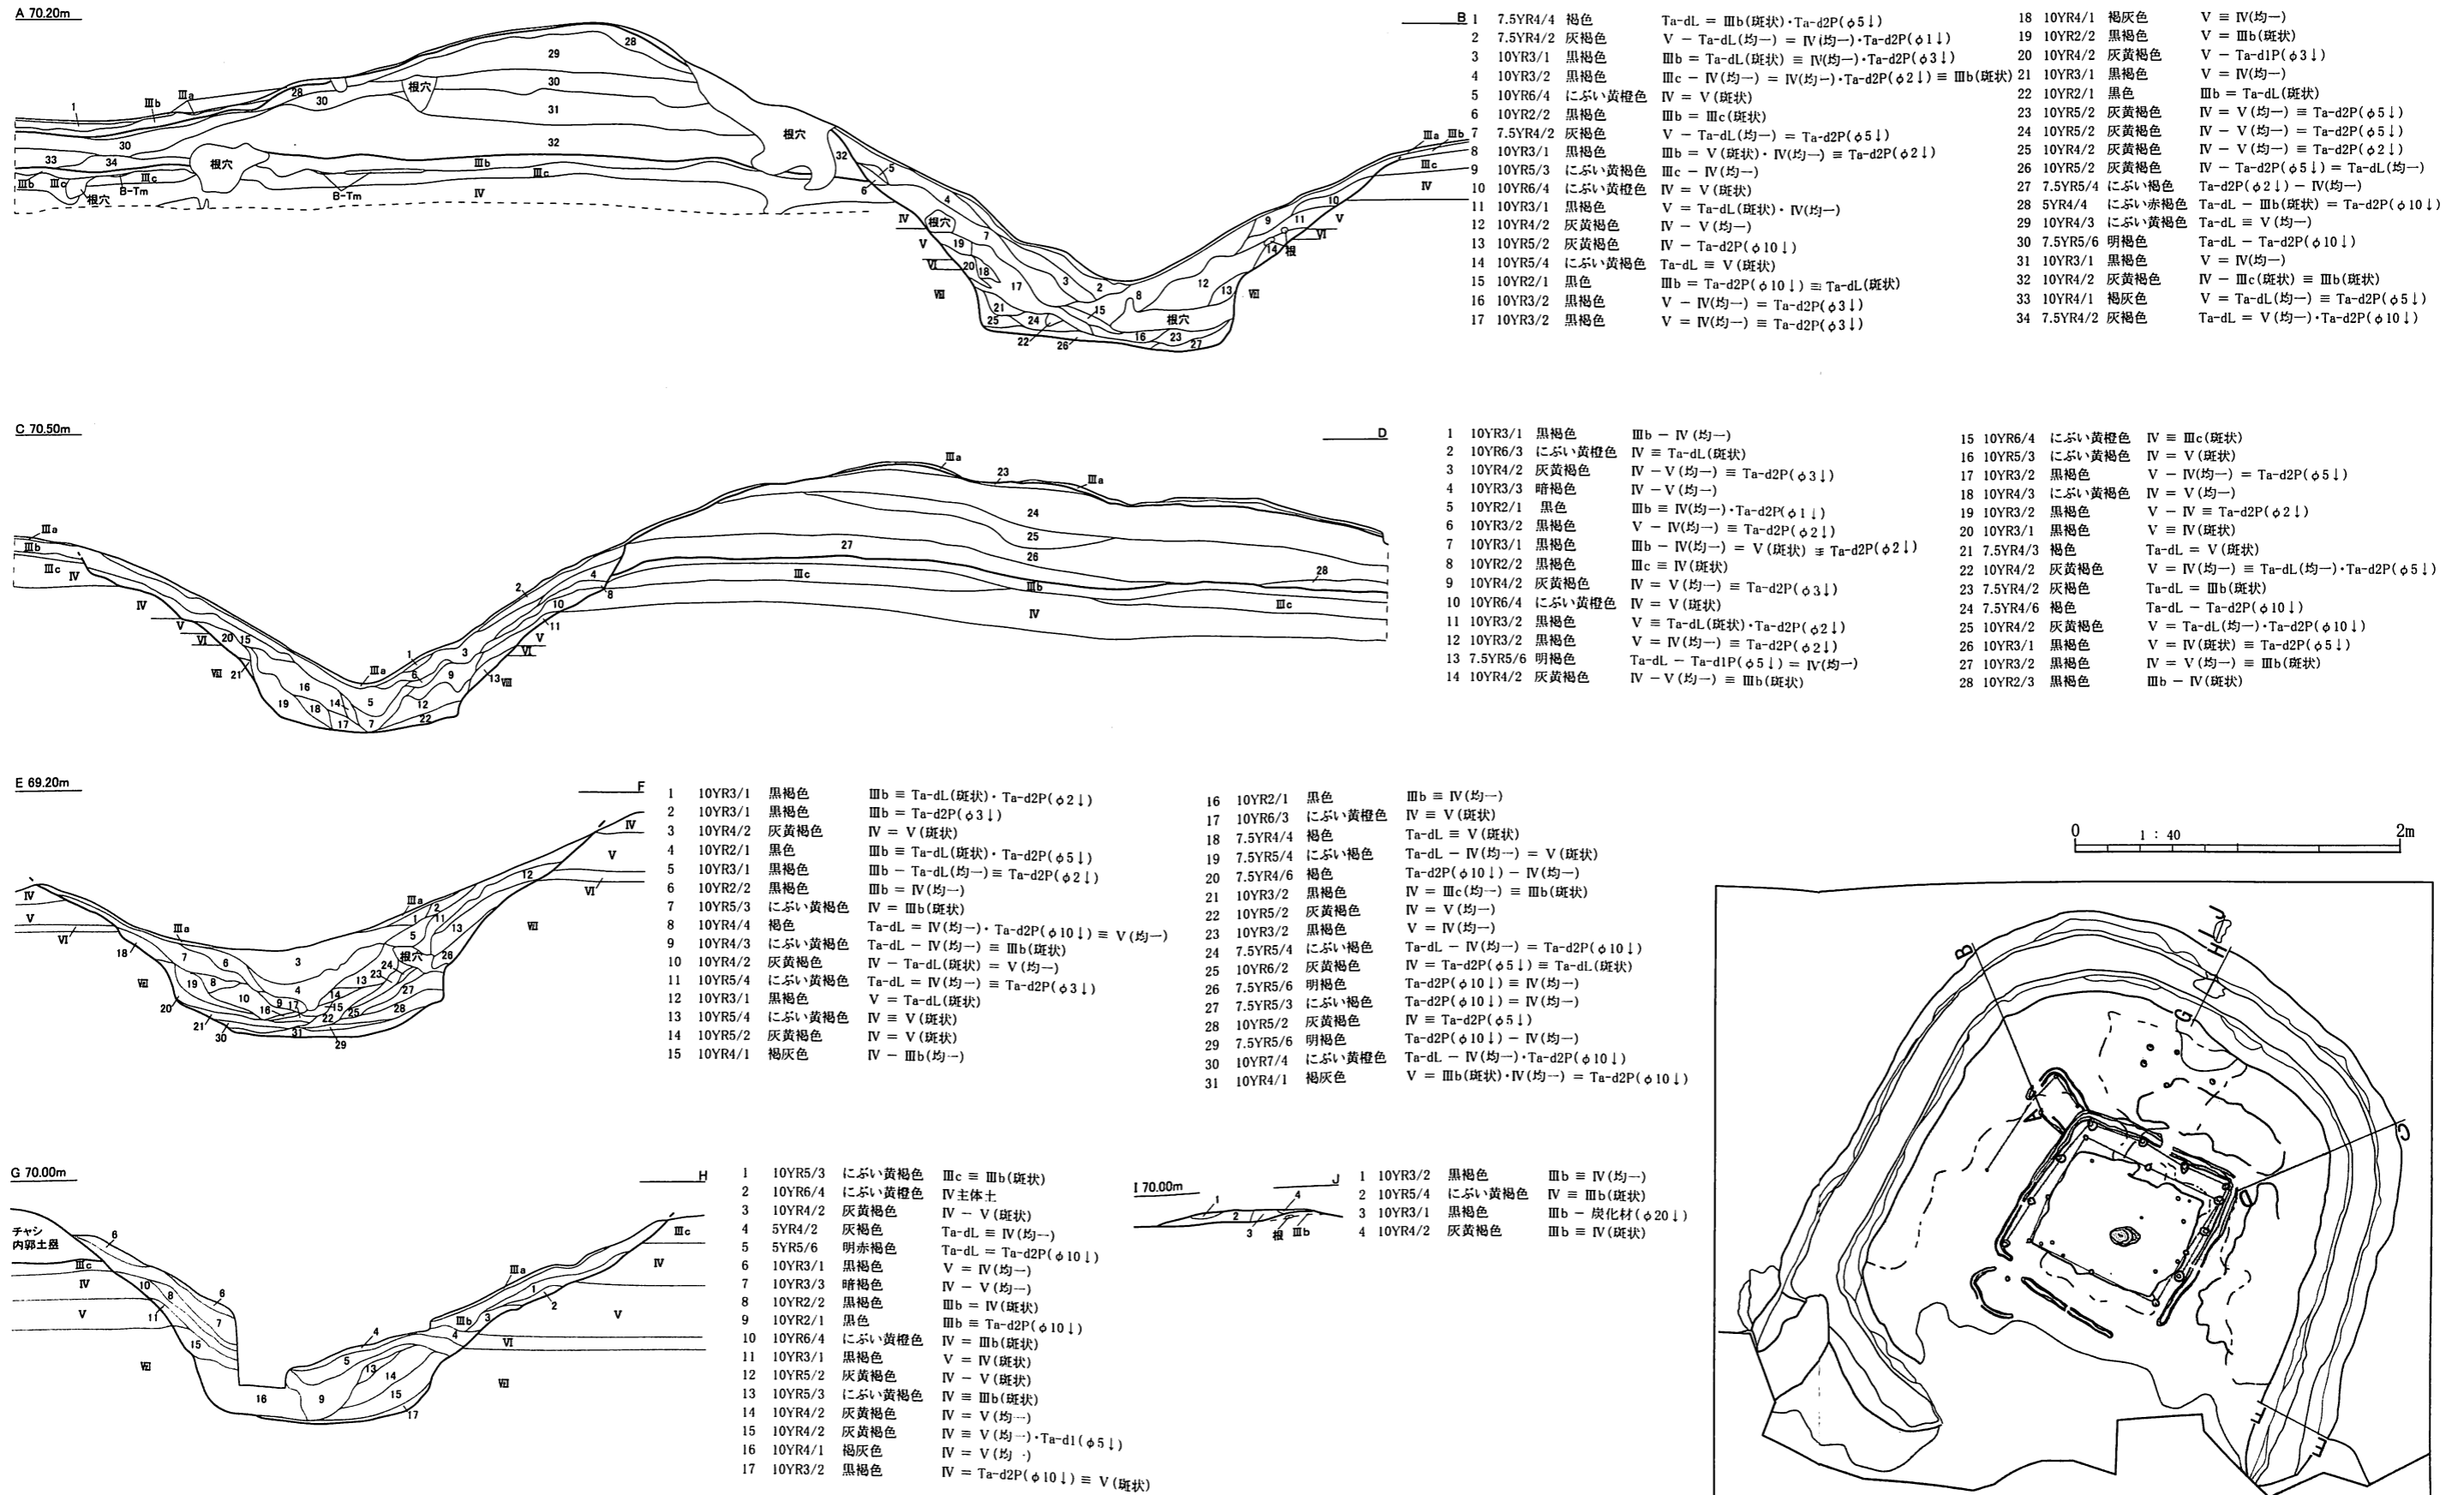 A 70.20m
B
1 7.5YR4/4 褐色 Ta-dL = Ⅲb(斑状)・Ta-d2P(φ5↓)
2 7.5YR4/2 灰褐色 Ⅴ − Ta-dL(均一) = Ⅳ(均一)・Ta-d2P(φ1↓)
3 10YR3/1 黒褐色 Ⅲb = Ta-dL(斑状) ≡ Ⅳ(均一)・Ta-d2P(φ3↓)
4 10YR3/2 黒褐色 Ⅲc − Ⅳ(均一) = Ⅳ(均一)・Ta-d2P(φ2↓) ≡ Ⅲb(斑状)
5 10YR6/4 にぶい黄橙色 Ⅳ = Ⅴ(斑状)
6 10YR2/2 黒褐色 Ⅲb = Ⅲc(斑状)
7 7.5YR4/2 灰褐色 Ⅴ − Ta-dL(均一) = Ta-d2P(φ5↓)
8 10YR3/1 黒褐色 Ⅲb = Ⅴ(斑状)・Ⅳ(均一) ≡ Ta-d2P(φ2↓)
9 10YR5/3 にぶい黄褐色 Ⅲc − Ⅳ(均一)
10 10YR6/4 にぶい黄橙色 Ⅳ = Ⅴ(斑状)
11 10YR3/1 黒褐色 Ⅴ = Ta-dL(斑状)・Ⅳ(均一)
12 10YR4/2 灰黄褐色 Ⅳ − Ⅴ(均一)
13 10YR5/2 灰黄褐色 Ⅳ − Ta-d2P(φ10↓)
14 10YR5/4 にぶい黄褐色 Ta-dL ≡ Ⅴ(斑状)
15 10YR2/1 黒色 Ⅲb = Ta-d2P(φ10↓) ≡ Ta-dL(斑状)
16 10YR3/2 黒褐色 Ⅴ − Ⅳ(均一) = Ta-d2P(φ3↓)
17 10YR3/2 黒褐色 Ⅴ = Ⅳ(均一) ≡ Ta-d2P(φ3↓)
18 10YR4/1 褐灰色 Ⅴ ≡ Ⅳ(均一)
19 10YR2/2 黒褐色 Ⅴ = Ⅲb(斑状)
20 10YR4/2 灰黄褐色 Ⅴ − Ta-d1P(φ3↓)
21 10YR3/1 黒褐色 Ⅴ = Ⅳ(均一)
22 10YR2/1 黒色 Ⅲb = Ta-dL(斑状)
23 10YR5/2 灰黄褐色 Ⅳ = Ⅴ(均一) ≡ Ta-d2P(φ5↓)
24 10YR5/2 灰黄褐色 Ⅳ − Ⅴ(均一) = Ta-d2P(φ5↓)
25 10YR4/2 灰黄褐色 Ⅳ − Ⅴ(均一) ≡ Ta-d2P(φ2↓)
26 10YR5/2 灰黄褐色 Ⅳ − Ta-d2P(φ5↓) = Ta-dL(均一)
27 7.5YR5/4 にぶい褐色 Ta-d2P(φ2↓) − Ⅳ(均一)
28 5YR4/4 にぶい赤褐色 Ta-dL − Ⅲb(斑状) = Ta-d2P(φ10↓)
29 10YR4/3 にぶい黄褐色 Ta-dL ≡ Ⅴ(均一)
30 7.5YR5/6 明褐色 Ta-dL − Ta-d2P(φ10↓)
31 10YR3/1 黒褐色 Ⅴ = Ⅳ(均一)
32 10YR4/2 灰黄褐色 Ⅳ − Ⅲc(斑状) ≡ Ⅲb(斑状)
33 10YR4/1 褐灰色 Ⅴ = Ta-dL(均一) ≡ Ta-d2P(φ5↓)
34 7.5YR4/2 灰褐色 Ta-dL = Ⅴ(均一)・Ta-d2P(φ10↓)
根穴
B-Tm
B-Tm
C 70.50m
D
1 10YR3/1 黒褐色 Ⅲb − Ⅳ(均一)
2 10YR6/3 にぶい黄橙色 Ⅳ ≡ Ta-dL(斑状)
3 10YR4/2 灰黄褐色 Ⅳ − Ⅴ(均一) ≡ Ta-d2P(φ3↓)
4 10YR3/3 暗褐色 Ⅳ − Ⅴ(均一)
5 10YR2/1 黒色 Ⅲb ≡ Ⅳ(均一)・Ta-d2P(φ1↓)
6 10YR3/2 黒褐色 Ⅴ − Ⅳ(均一) ≡ Ta-d2P(φ2↓)
7 10YR3/1 黒褐色 Ⅲb − Ⅳ(均一) = Ⅴ(斑状) ≡ Ta-d2P(φ2↓)
8 10YR2/2 黒褐色 Ⅲc ≡ Ⅳ(斑状)
9 10YR4/2 灰黄褐色 Ⅳ = Ⅴ(均一) ≡ Ta-d2P(φ3↓)
10 10YR6/4 にぶい黄橙色 Ⅳ = Ⅴ(斑状)
11 10YR3/2 黒褐色 Ⅴ ≡ Ta-dL(斑状)・Ta-d2P(φ2↓)
12 10YR3/2 黒褐色 Ⅴ = Ⅳ(均一) ≡ Ta-d2P(φ2↓)
13 7.5YR5/6 明褐色 Ta-dL − Ta-d1P(φ5↓) = Ⅳ(均一)
14 10YR4/2 灰黄褐色 Ⅳ − Ⅴ(均一) ≡ Ⅲb(斑状)
15 10YR6/4 にぶい黄橙色 Ⅳ ≡ Ⅲc(斑状)
16 10YR5/3 にぶい黄褐色 Ⅳ = Ⅴ(斑状)
17 10YR3/2 黒褐色 Ⅴ − Ⅳ(均一) = Ta-d2P(φ5↓)
18 10YR4/3 にぶい黄褐色 Ⅳ = Ⅴ(均一)
19 10YR3/2 黒褐色 Ⅴ − Ⅳ ≡ Ta-d2P(φ2↓)
20 10YR3/1 黒褐色 Ⅴ ≡ Ⅳ(斑状)
21 7.5YR4/3 褐色 Ta-dL = Ⅴ(斑状)
22 10YR4/2 灰黄褐色 Ⅴ = Ⅳ(均一) ≡ Ta-dL(均一)・Ta-d2P(φ5↓)
23 7.5YR4/2 灰褐色 Ta-dL = Ⅲb(斑状)
24 7.5YR4/6 褐色 Ta-dL − Ta-d2P(φ10↓)
25 10YR4/2 灰黄褐色 Ⅴ = Ta-dL(均一)・Ta-d2P(φ10↓)
26 10YR3/1 黒褐色 Ⅴ = Ⅳ(斑状) ≡ Ta-d2P(φ5↓)
27 10YR3/2 黒褐色 Ⅳ = Ⅴ(均一) ≡ Ⅲb(斑状)
28 10YR2/3 黒褐色 Ⅲb − Ⅳ(斑状)
E 69.20m
F
1 10YR3/1 黒褐色 Ⅲb ≡ Ta-dL(斑状)・Ta-d2P(φ2↓)
2 10YR3/1 黒褐色 Ⅲb = Ta-d2P(φ3↓)
3 10YR4/2 灰黄褐色 Ⅳ = Ⅴ(斑状)
4 10YR2/1 黒色 Ⅲb ≡ Ta-dL(斑状)・Ta-d2P(φ5↓)
5 10YR3/1 黒褐色 Ⅲb − Ta-dL(均一) ≡ Ta-d2P(φ2↓)
6 10YR2/2 黒褐色 Ⅲb = Ⅳ(均一)
7 10YR5/3 にぶい黄褐色 Ⅳ = Ⅲb(斑状)
8 10YR4/4 褐色 Ta-dL = Ⅳ(均一)・Ta-d2P(φ10↓) ≡ Ⅴ(均一)
9 10YR4/3 にぶい黄褐色 Ta-dL − Ⅳ(均一) ≡ Ⅲb(斑状)
10 10YR4/2 灰黄褐色 Ⅳ − Ta-dL(斑状) = Ⅴ(均一)
11 10YR5/4 にぶい黄褐色 Ta-dL = Ⅳ(均一) ≡ Ta-d2P(φ3↓)
12 10YR3/1 黒褐色 Ⅴ = Ta-dL(斑状)
13 10YR5/4 にぶい黄褐色 Ⅳ ≡ Ⅴ(斑状)
14 10YR5/2 灰黄褐色 Ⅳ = Ⅴ(斑状)
15 10YR4/1 褐灰色 Ⅳ − Ⅲb(均一)
16 10YR2/1 黒色 Ⅲb ≡ Ⅳ(均一)
17 10YR6/3 にぶい黄橙色 Ⅳ ≡ Ⅴ(斑状)
18 7.5YR4/4 褐色 Ta-dL ≡ Ⅴ(斑状)
19 7.5YR5/4 にぶい褐色 Ta-dL − Ⅳ(均一) = Ⅴ(斑状)
20 7.5YR4/6 褐色 Ta-d2P(φ10↓) − Ⅳ(均一)
21 10YR3/2 黒褐色 Ⅳ = Ⅲc(均一) ≡ Ⅲb(斑状)
22 10YR5/2 灰黄褐色 Ⅳ = Ⅴ(均一)
23 10YR3/2 黒褐色 Ⅴ = Ⅳ(均一)
24 7.5YR5/4 にぶい褐色 Ta-dL − Ⅳ(均一) = Ta-d2P(φ10↓)
25 10YR6/2 灰黄褐色 Ⅳ = Ta-d2P(φ5↓) ≡ Ta-dL(斑状)
26 7.5YR5/6 明褐色 Ta-d2P(φ10↓) ≡ Ⅳ(均一)
27 7.5YR5/3 にぶい褐色 Ta-d2P(φ10↓) = Ⅳ(均一)
28 10YR5/2 灰黄褐色 Ⅳ ≡ Ta-d2P(φ5↓)
29 7.5YR5/6 明褐色 Ta-d2P(φ10↓) − Ⅳ(均一)
30 10YR7/4 にぶい黄橙色 Ta-dL − Ⅳ(均一)・Ta-d2P(φ10↓)
31 10YR4/1 褐灰色 Ⅴ = Ⅲb(斑状)・Ⅳ(均一) = Ta-d2P(φ10↓)
0 1 : 40 2m
G 70.00m
H
チャシ
内郭土塁
1 10YR5/3 にぶい黄褐色 Ⅲc ≡ Ⅲb(斑状)
2 10YR6/4 にぶい黄橙色 Ⅳ主体土
3 10YR4/2 灰黄褐色 Ⅳ − Ⅴ(斑状)
4 5YR4/2 灰褐色 Ta-dL ≡ Ⅳ(均一)
5 5YR5/6 明赤褐色 Ta-dL = Ta-d2P(φ10↓)
6 10YR3/1 黒褐色 Ⅴ = Ⅳ(均一)
7 10YR3/3 暗褐色 Ⅳ − Ⅴ(均一)
8 10YR2/2 黒褐色 Ⅲb = Ⅳ(斑状)
9 10YR2/1 黒色 Ⅲb ≡ Ta-d2P(φ10↓)
10 10YR6/4 にぶい黄橙色 Ⅳ = Ⅲb(斑状)
11 10YR3/1 黒褐色 Ⅴ = Ⅳ(斑状)
12 10YR5/2 灰黄褐色 Ⅳ − Ⅴ(斑状)
13 10YR5/3 にぶい黄褐色 Ⅳ ≡ Ⅲb(斑状)
14 10YR4/2 灰黄褐色 Ⅳ = Ⅴ(均一)
15 10YR4/2 灰黄褐色 Ⅳ ≡ Ⅴ(均一)・Ta-d1(φ5↓)
16 10YR4/1 褐灰色 Ⅳ = Ⅴ(均一)
17 10YR3/2 黒褐色 Ⅳ = Ta-d2P(φ10↓) ≡ Ⅴ(斑状)
I 70.00m
J
1 10YR3/2 黒褐色 Ⅲb ≡ Ⅳ(均一)
2 10YR5/4 にぶい黄褐色 Ⅳ ≡ Ⅲb(斑状)
3 10YR3/1 黒褐色 Ⅲb − 炭化材(φ20↓)
4 10YR4/2 灰黄褐色 Ⅲb ≡ Ⅳ(斑状)